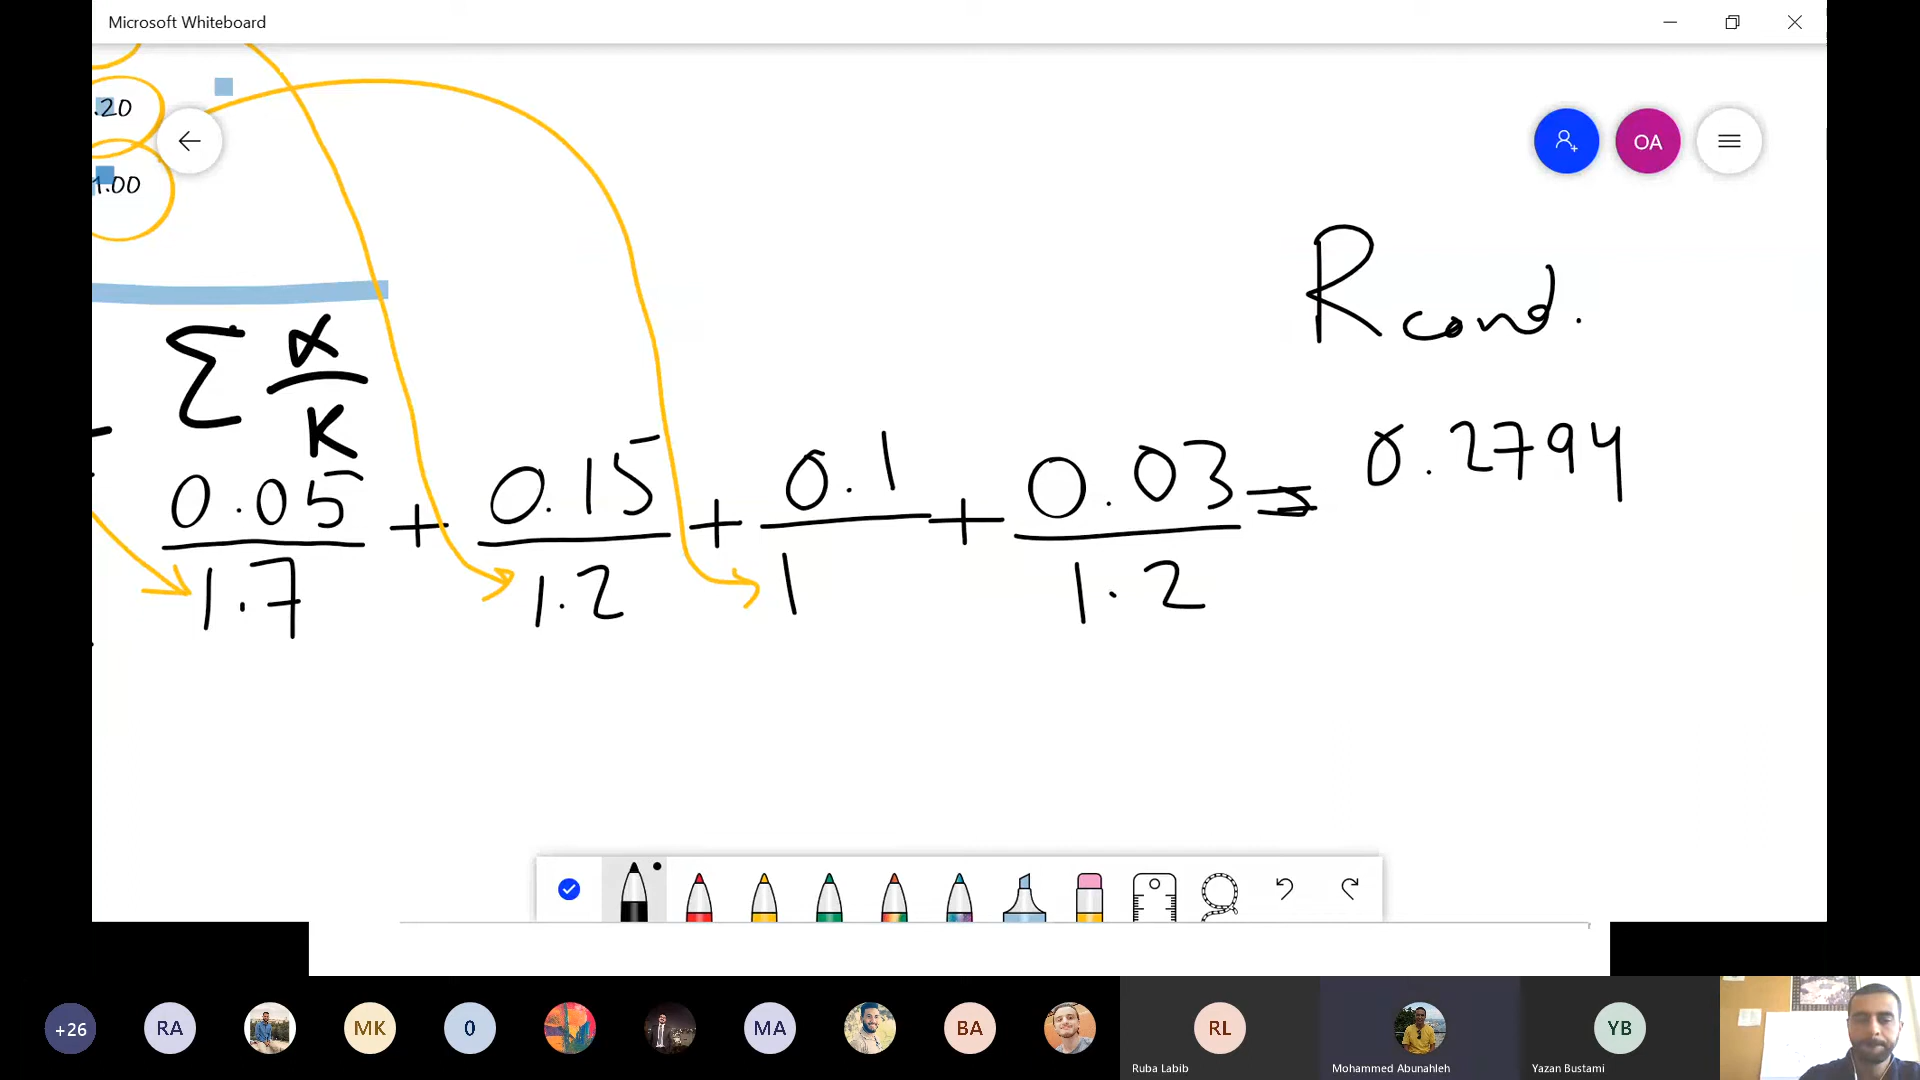 Microsoft Whiteboard
.20
1.00
OA
R cond.
Σ α/K
0.05/1.7 + 0.15/1.2 + 0.1/1 + 0.03/1.2 = 0.2794
+26
RA
MK
0
MA
BA
RL
YB
Ruba Labib
Mohammed Abunahleh
Yazan Bustami